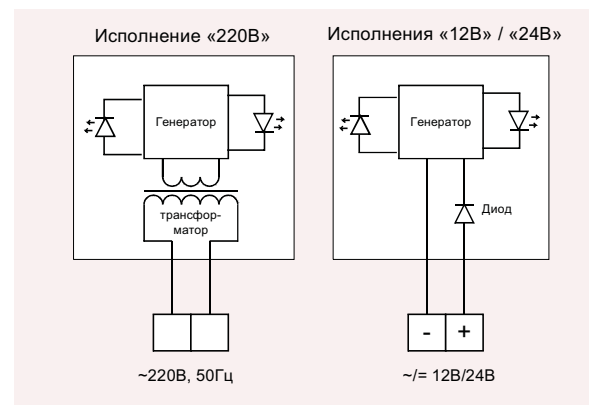 Исполнение «220В»
Исполнения «12В» / «24В»
Генератор
трансфор-
матор
~220В, 50Гц
Генератор
Диод
- +
~/= 12В/24В